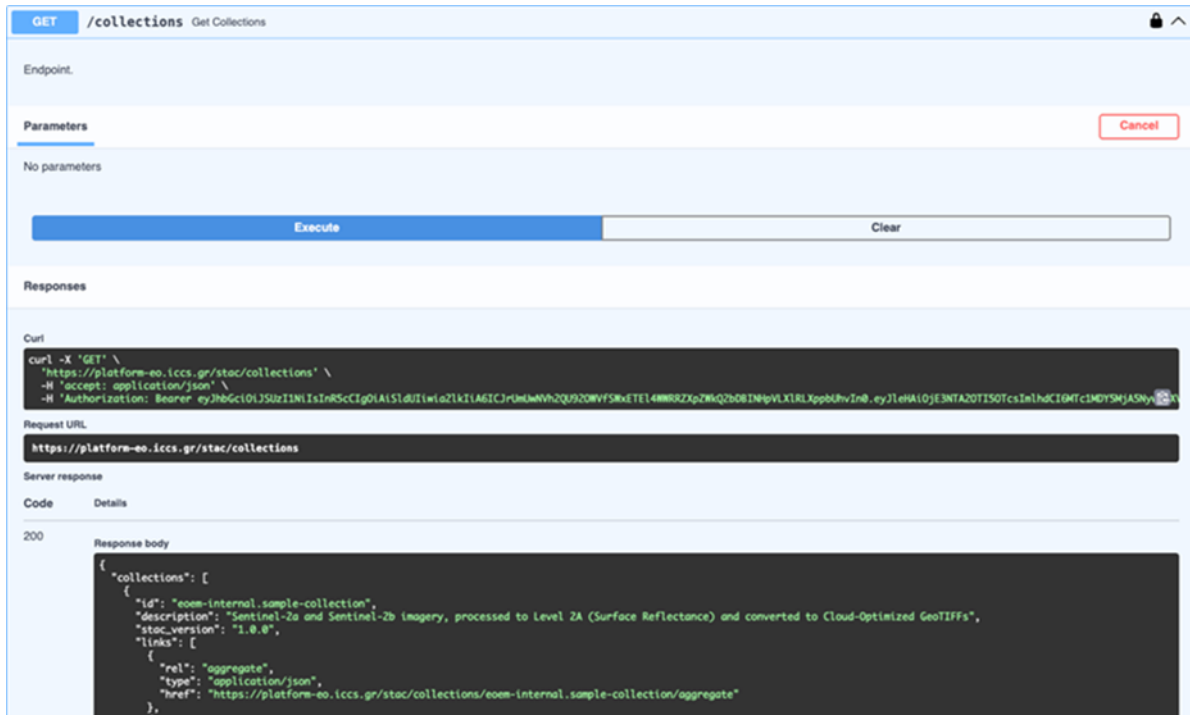 GET /collections Get Collections
Endpoint.
Parameters
Cancel
No parameters
Execute
Clear
Responses
Curl
curl -X 'GET' \
'https://platform-eo.iccs.gr/stac/collections' \
-H 'accept: application/json' \
-H 'Authorization: Bearer
Request URL
https://platform-eo.iccs.gr/stac/collections
Server response
Code Details
200
Response body
{
"collections": [
{
"id": "eoem-internal.sample-collection",
"description": "Sentinel-2a and Sentinel-2b imagery, processed to Level 2A (Surface Reflectance) and converted to Cloud-Optimized GeoTIFFs",
"stac_version": "1.0.0",
"links": [
{
"rel": "aggregate",
"type": "application/json",
"href": "https://platform-eo.iccs.gr/stac/collections/eoem-internal.sample-collection/aggregate"
},